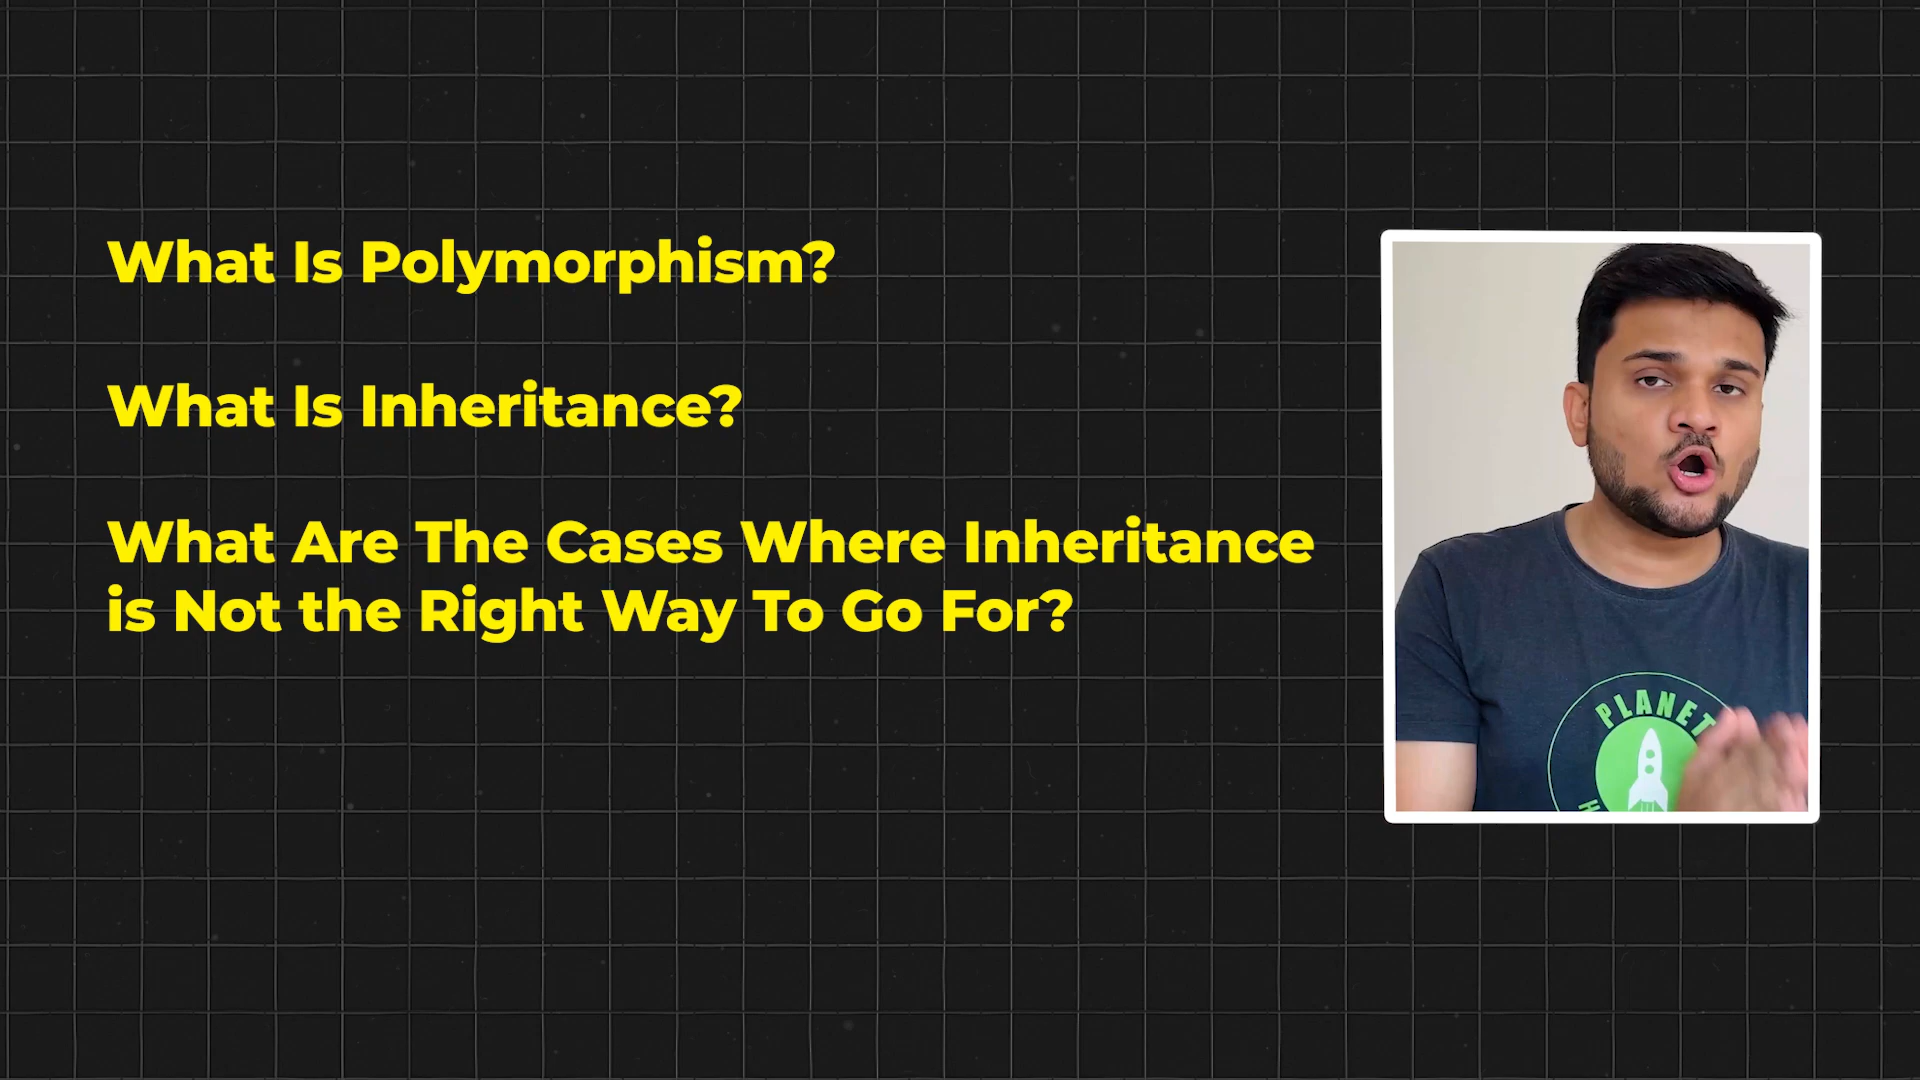 What Is Polymorphism?
What Is Inheritance?
What Are The Cases Where Inheritance
is Not the Right Way To Go For?
PLANET